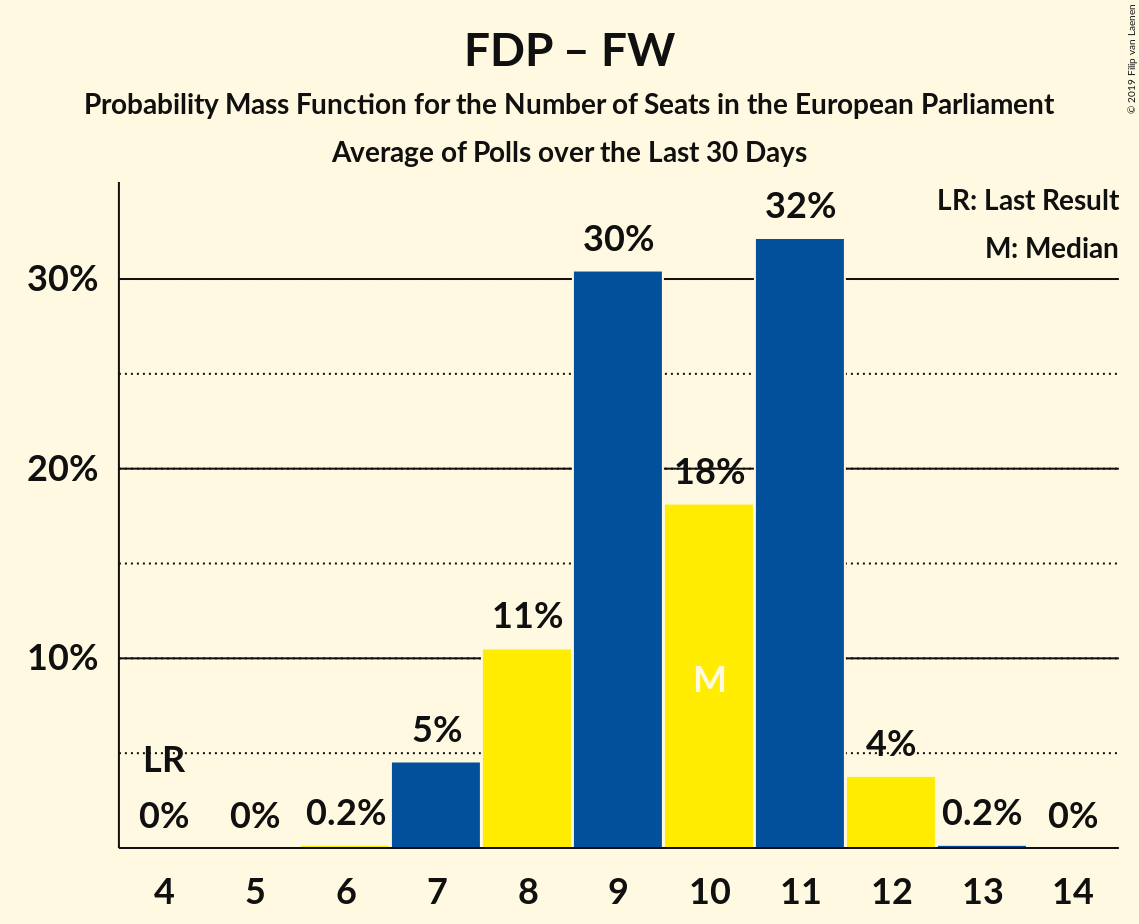 FDP – FW
Probability Mass Function for the Number of Seats in the European Parliament
Average of Polls over the Last 30 Days
© 2019 Filip van Laenen
LR: Last Result
M: Median
30%
20%
10%
LR
0%
0%
0.2%
5%
11%
30%
18%
M
32%
4%
0.2%
0%
4 5 6 7 8 9 10 11 12 13 14